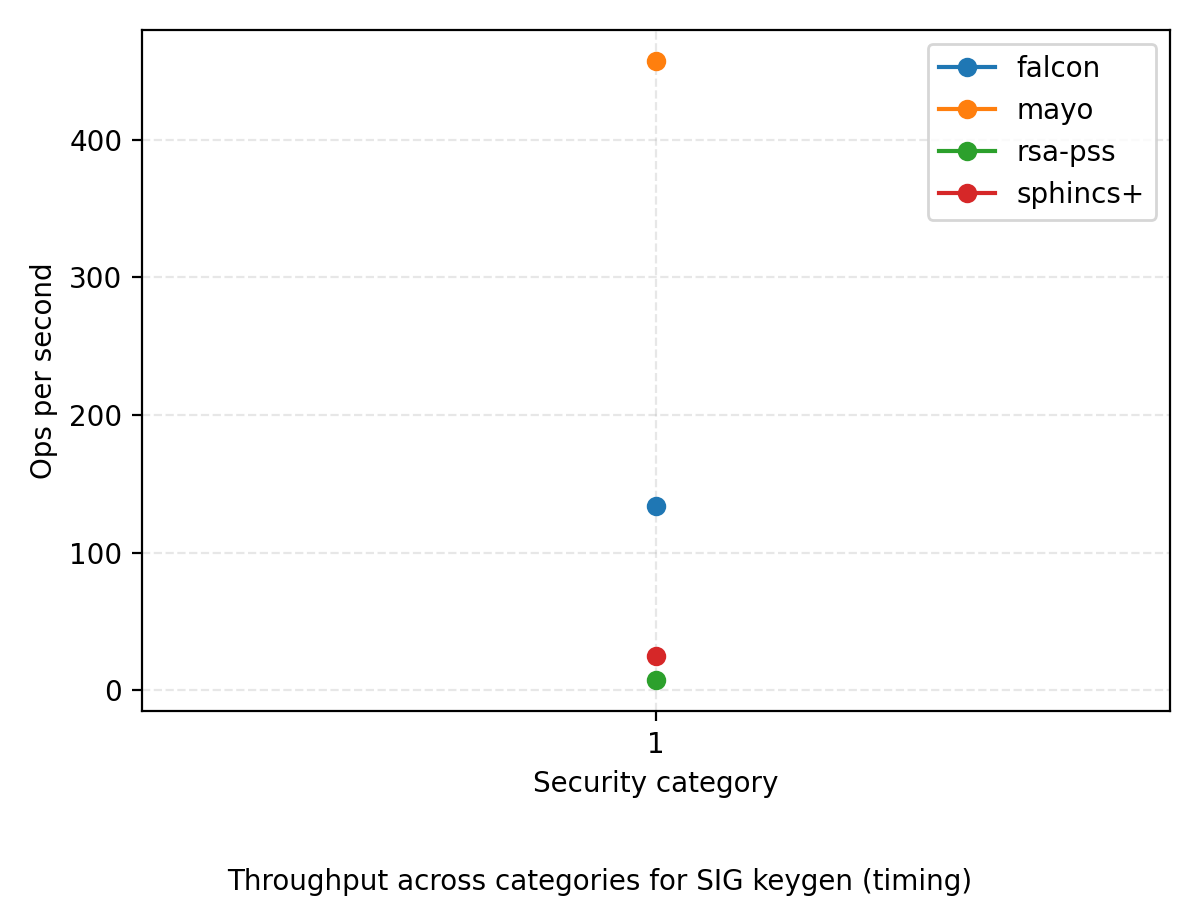 falcon
mayo
rsa-pss
sphincs+
400
300
200
100
0
Ops per second
1
Security category
Throughput across categories for SIG keygen (timing)